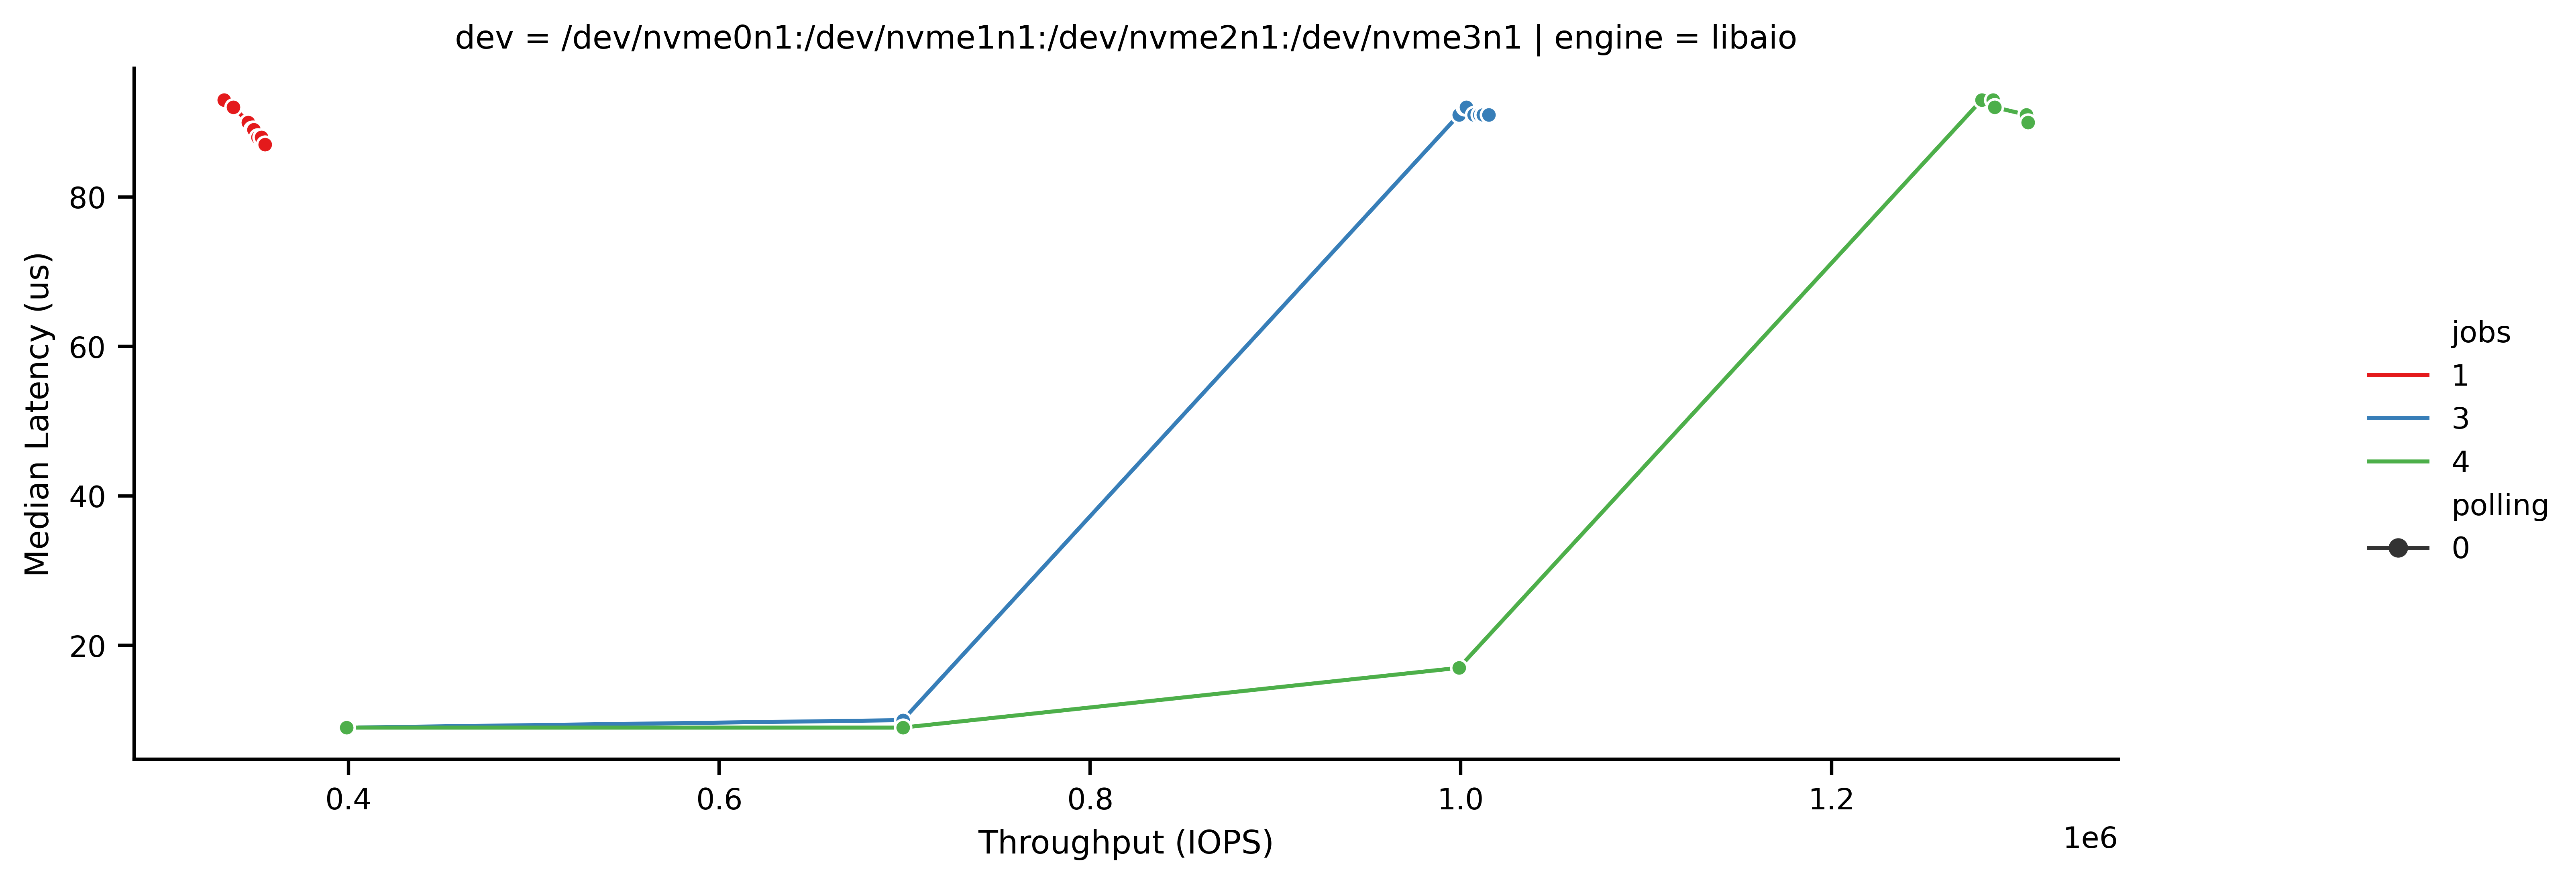 dev = /dev/nvme0n1:/dev/nvme1n1:/dev/nvme2n1:/dev/nvme3n1 | engine = libaio
Median Latency (us)
80
60
40
20
0.4 0.6 0.8 1.0 1.2
1e6
Throughput (IOPS)
jobs
1
3
4
polling
0